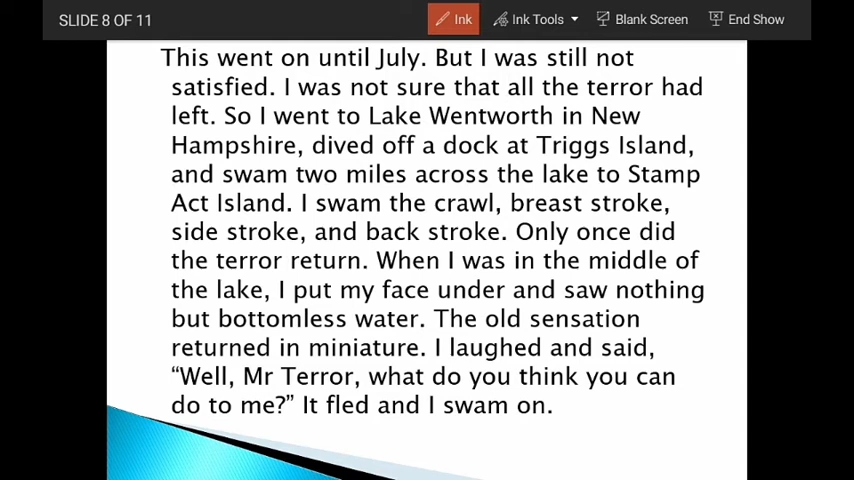 SLIDE 8 OF 11 Ink Ink Tools Blank Screen End Show
This went on until July. But I was still not
satisfied. I was not sure that all the terror had
left. So I went to Lake Wentworth in New
Hampshire, dived off a dock at Triggs Island,
and swam two miles across the lake to Stamp
Act Island. I swam the crawl, breast stroke,
side stroke, and back stroke. Only once did
the terror return. When I was in the middle of
the lake, I put my face under and saw nothing
but bottomless water. The old sensation
returned in miniature. I laughed and said,
“Well, Mr Terror, what do you think you can
do to me?” It fled and I swam on.